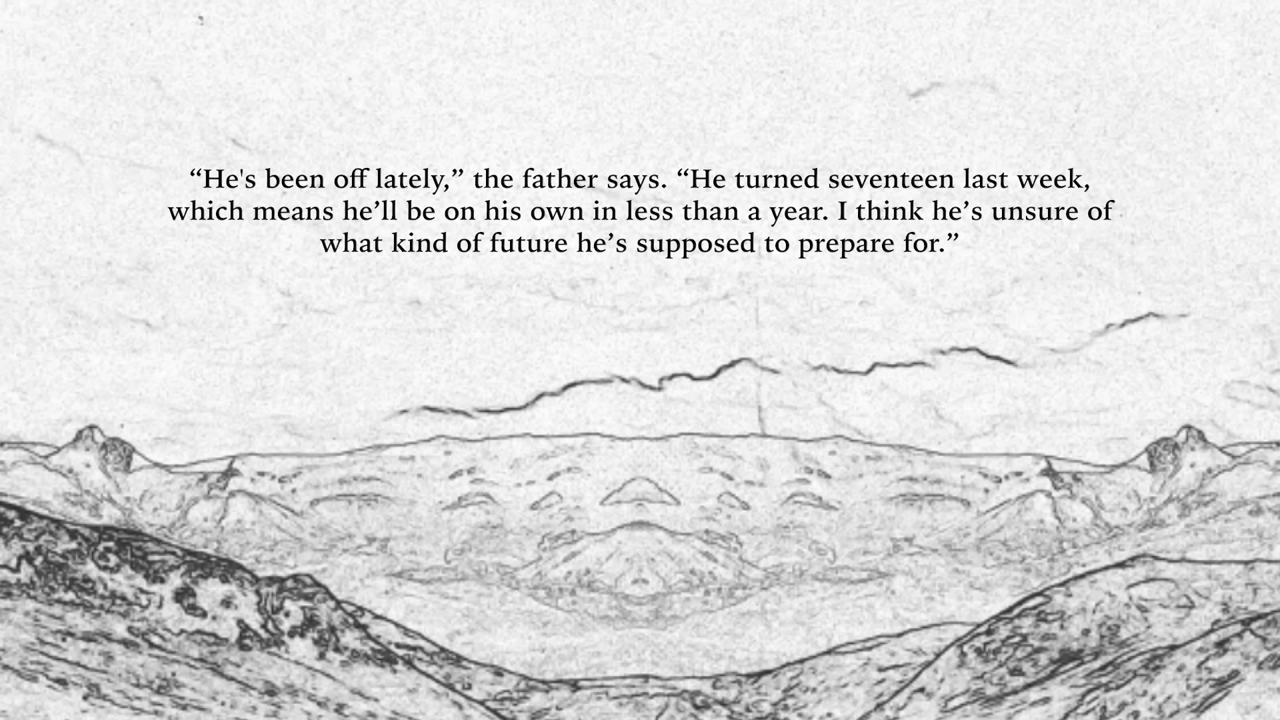 “He's been off lately,” the father says. “He turned seventeen last week,
which means he’ll be on his own in less than a year. I think he’s unsure of
what kind of future he’s supposed to prepare for.”